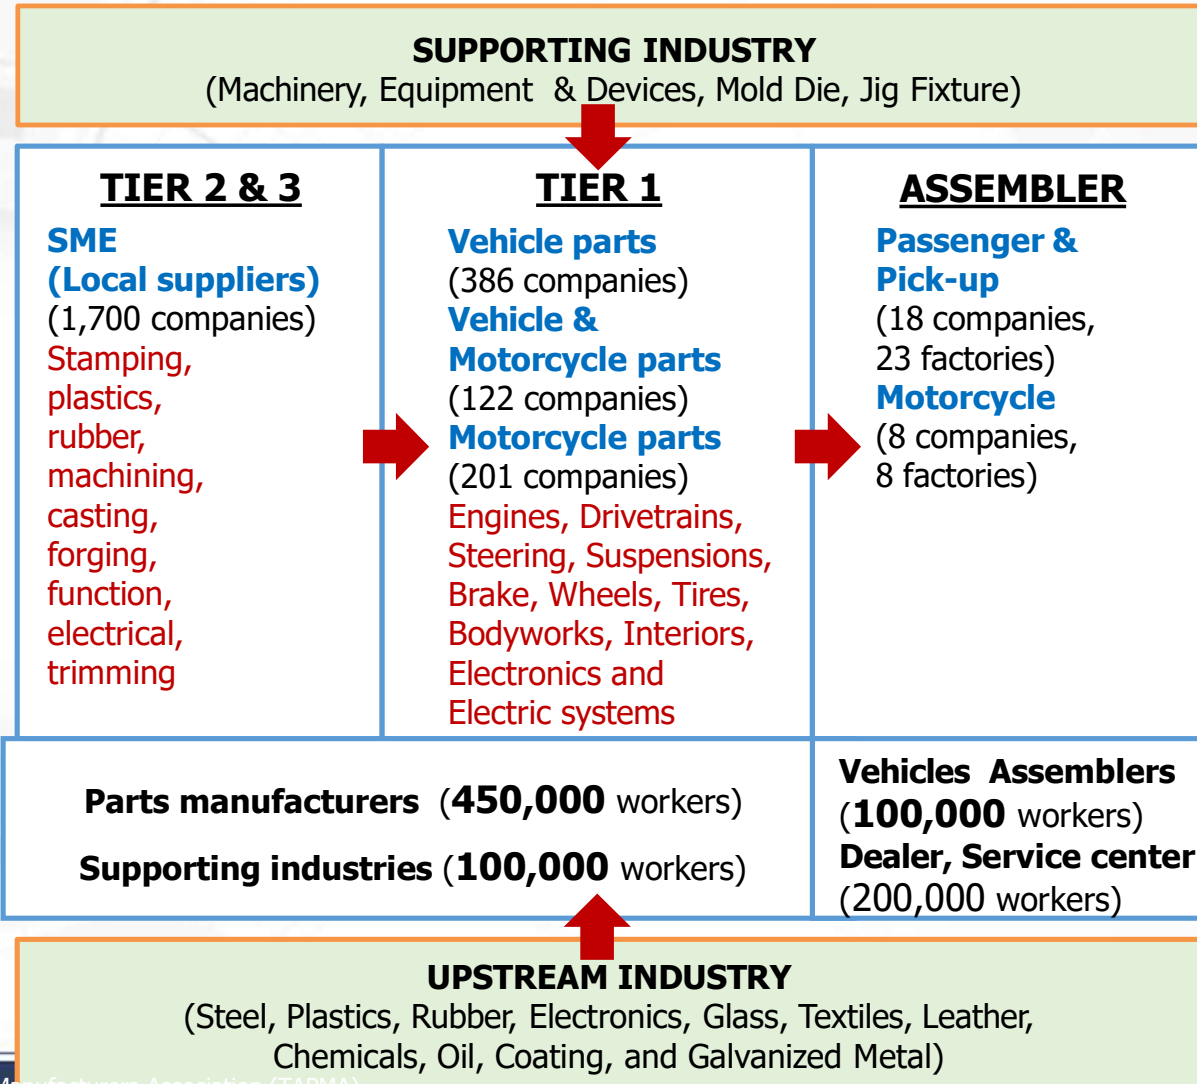 SUPPORTING INDUSTRY
(Machinery, Equipment & Devices, Mold Die, Jig Fixture)
TIER 2 & 3
SME
(Local suppliers)
(1,700 companies)
Stamping,
plastics,
rubber,
machining,
casting,
forging,
function,
electrical,
trimming
TIER 1
Vehicle parts
(386 companies)
Vehicle &
Motorcycle parts
(122 companies)
Motorcycle parts
(201 companies)
Engines, Drivetrains,
Steering, Suspensions,
Brake, Wheels, Tires,
Bodyworks, Interiors,
Electronics and
Electric systems
ASSEMBLER
Passenger &
Pick-up
(18 companies,
23 factories)
Motorcycle
(8 companies,
8 factories)
Parts manufacturers (450,000 workers)
Supporting industries (100,000 workers)
Vehicles Assemblers
(100,000 workers)
Dealer, Service center
(200,000 workers)
UPSTREAM INDUSTRY
(Steel, Plastics, Rubber, Electronics, Glass, Textiles, Leather,
Chemicals, Oil, Coating, and Galvanized Metal)
Association (TAPMA)